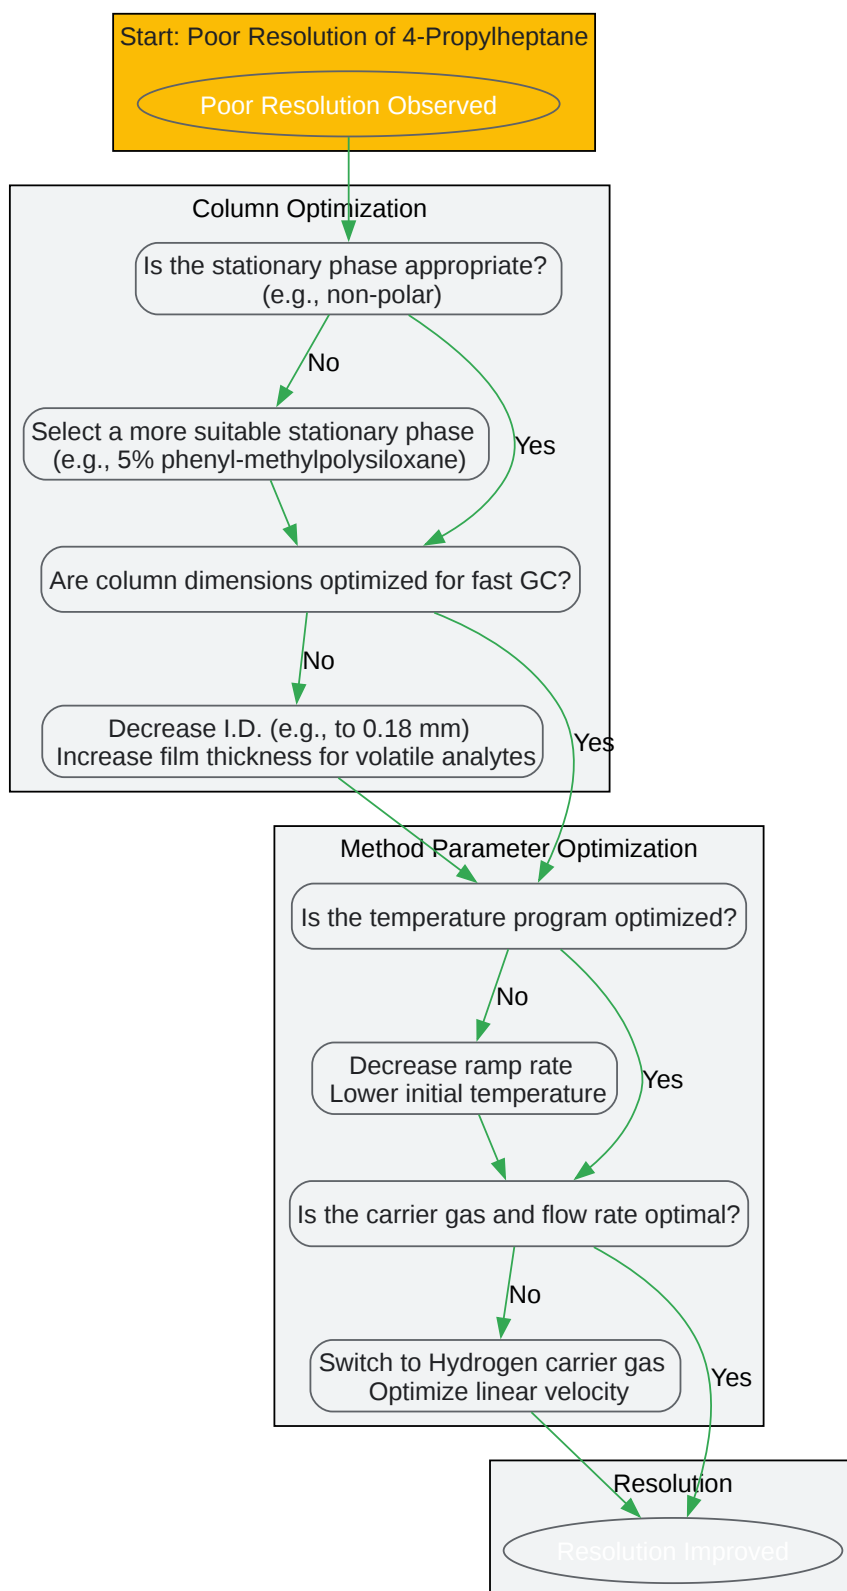 Start: Poor Resolution of 4-Propylheptane
Poor Resolution Observed
Column Optimization
Is the stationary phase appropriate?
(e.g., non-polar)
No
Select a more suitable stationary phase
(e.g., 5% phenyl-methylpolysiloxane)
Yes
Are column dimensions optimized for fast GC?
No
Decrease I.D. (e.g., to 0.18 mm)
Increase film thickness for volatile analytes
Yes
Method Parameter Optimization
Is the temperature program optimized?
No
Decrease ramp rate
Lower initial temperature
Yes
Is the carrier gas and flow rate optimal?
No
Switch to Hydrogen carrier gas
Optimize linear velocity
Yes
Resolution
Resolution Improved